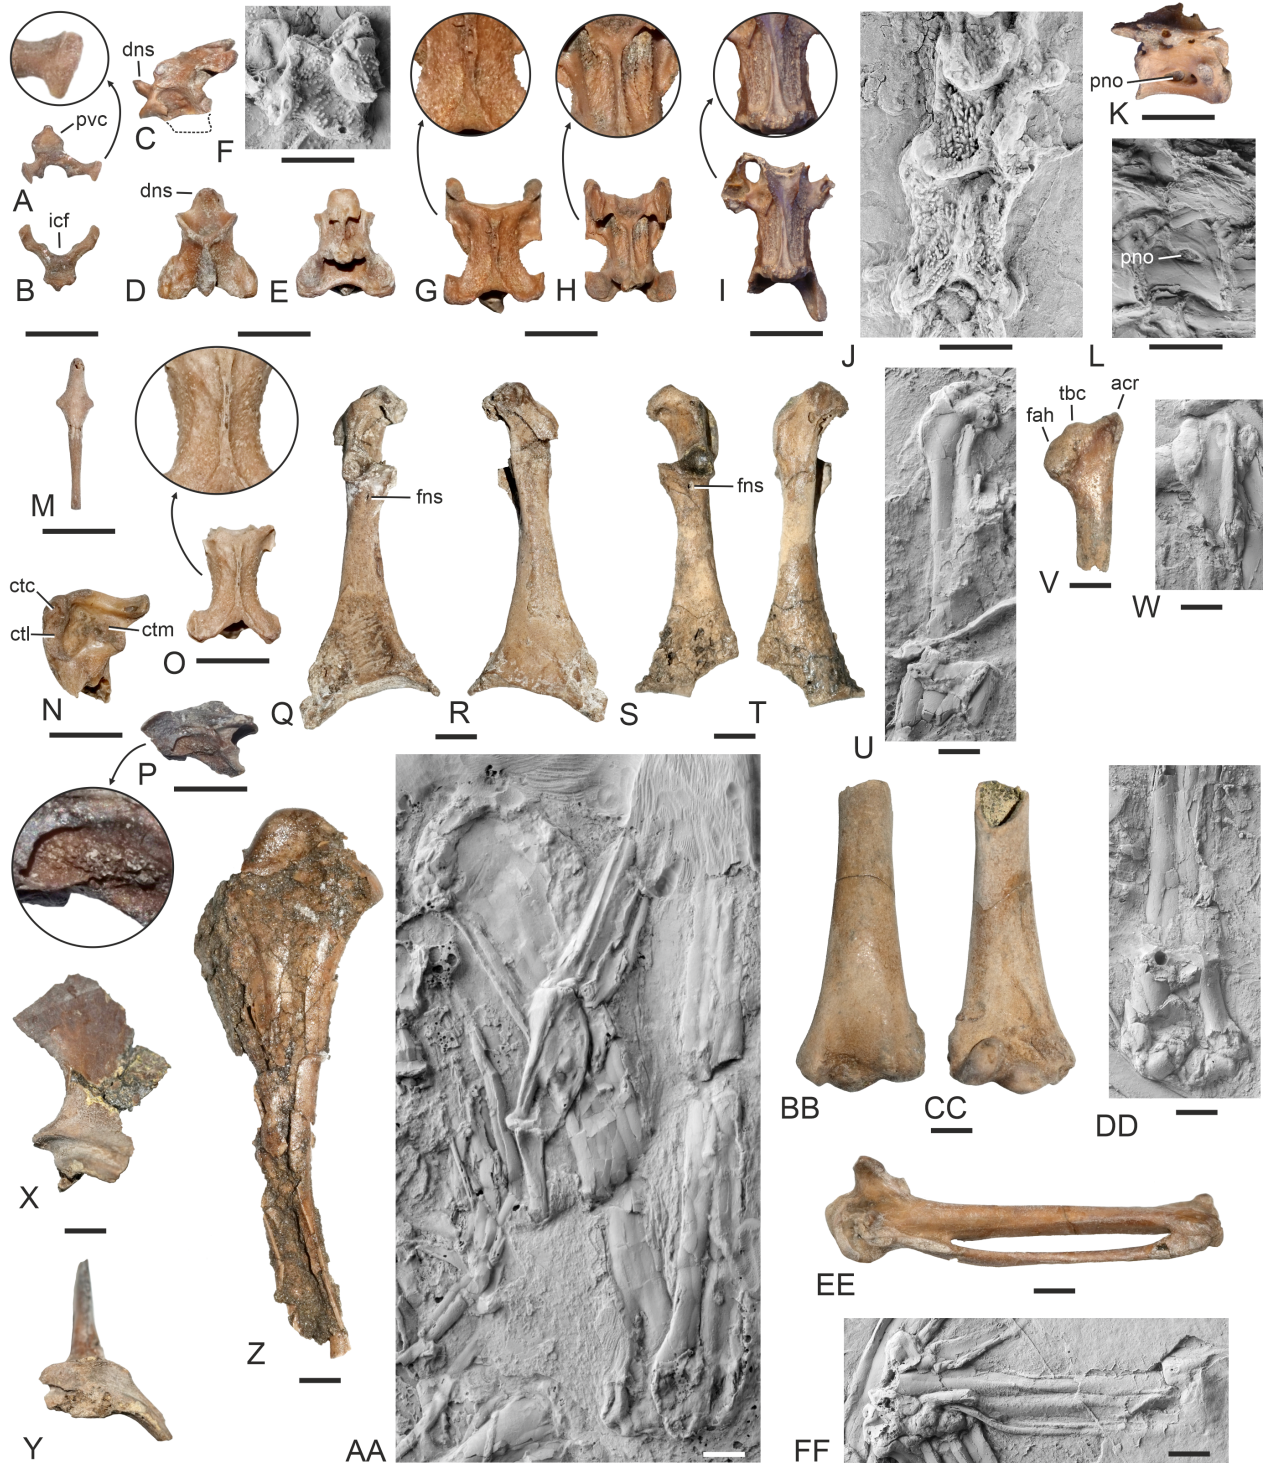 dns
pvc
C
F
pno
K
A
dns
icf
pno
B
D
E
G
H
I
J
L
acr
tbc
fah
M
fns
fns
V
W
ctc
ctl
ctm
O
N
Q
R
S
T
U
P
BB
CC
DD
X
EE
Z
Y
AA
FF